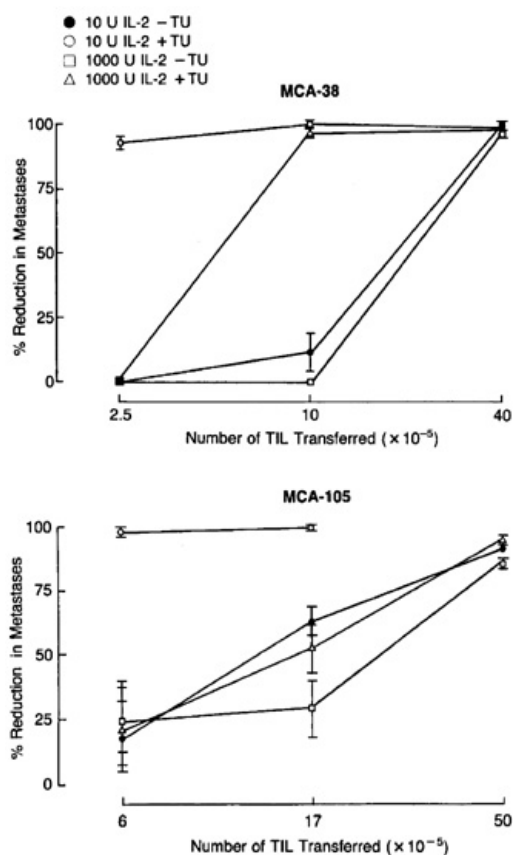 ● 10 U IL-2 − TU
○ 10 U IL-2 + TU
□ 1000 U IL-2 − TU
△ 1000 U IL-2 + TU
MCA-38
100
75
50
25
0
% Reduction in Metastases
2.5 10 40
Number of TIL Transferred (× 10⁻⁵)
MCA-105
100
75
50
25
0
% Reduction in Metastases
6 17 50
Number of TIL Transferred (× 10⁻⁵)